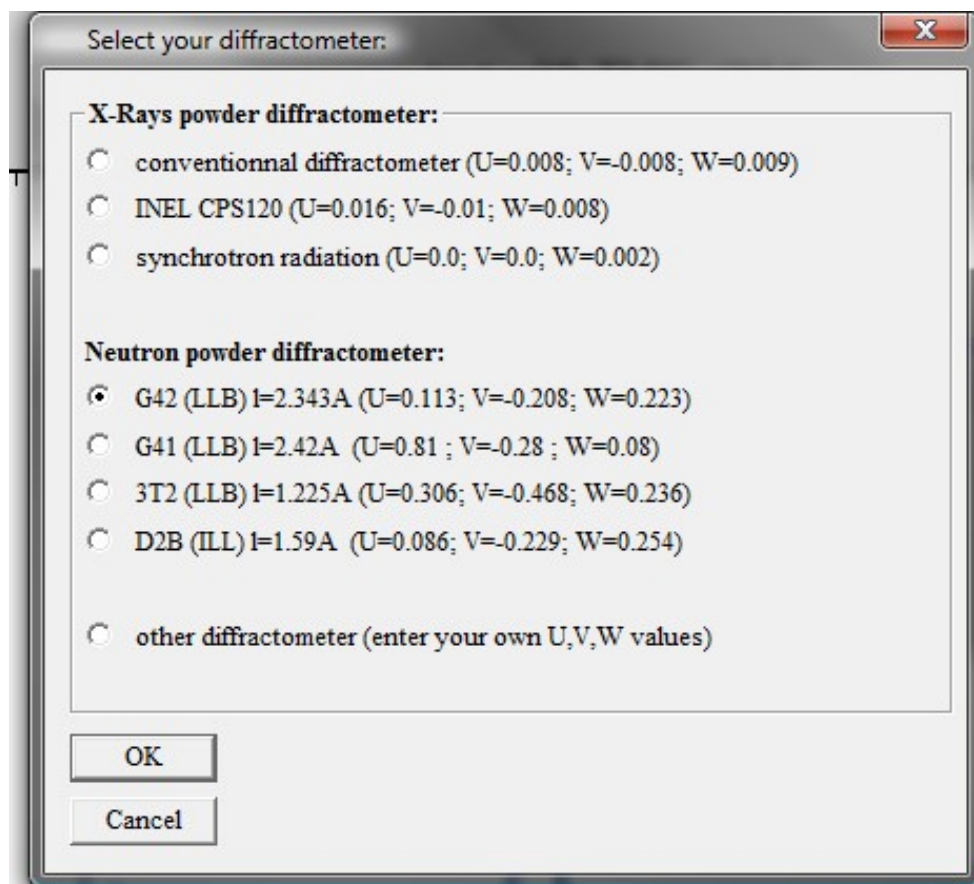 Select your diffractometer:
X-Rays powder diffractometer:
conventionnal diffractometer (U=0.008; V=-0.008; W=0.009)
INEL CPS120 (U=0.016; V=-0.01; W=0.008)
synchrotron radiation (U=0.0; V=0.0; W=0.002)
Neutron powder diffractometer:
G42 (LLB) l=2.343A (U=0.113; V=-0.208; W=0.223)
G41 (LLB) l=2.42A (U=0.81 ; V=-0.28 ; W=0.08)
3T2 (LLB) l=1.225A (U=0.306; V=-0.468; W=0.236)
D2B (ILL) l=1.59A (U=0.086; V=-0.229; W=0.254)
other diffractometer (enter your own U,V,W values)
OK
Cancel